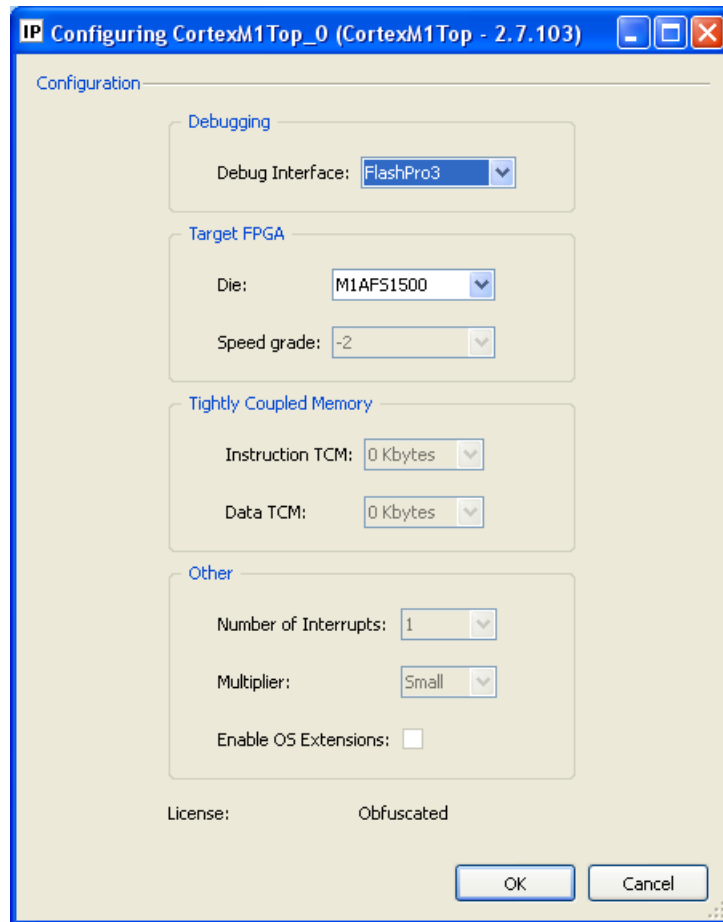 IP Configuring CortexM1Top_0 (CortexM1Top - 2.7.103)
Configuration
Debugging
Debug Interface: FlashPro3
Target FPGA
Die: M1AFS1500
Speed grade: -2
Tightly Coupled Memory
Instruction TCM: 0 Kbytes
Data TCM: 0 Kbytes
Other
Number of Interrupts: 1
Multiplier: Small
Enable OS Extensions:
License: Obfuscated
OK Cancel